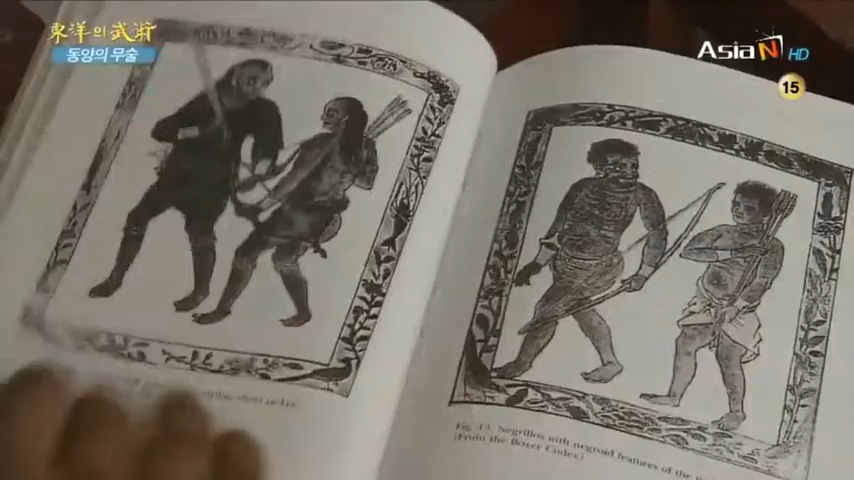 東洋의 武術
동양의 무술
AsiaN HD
15
Fig. 13. Negrillos with negroid features of the
(From the Boxer Codex)